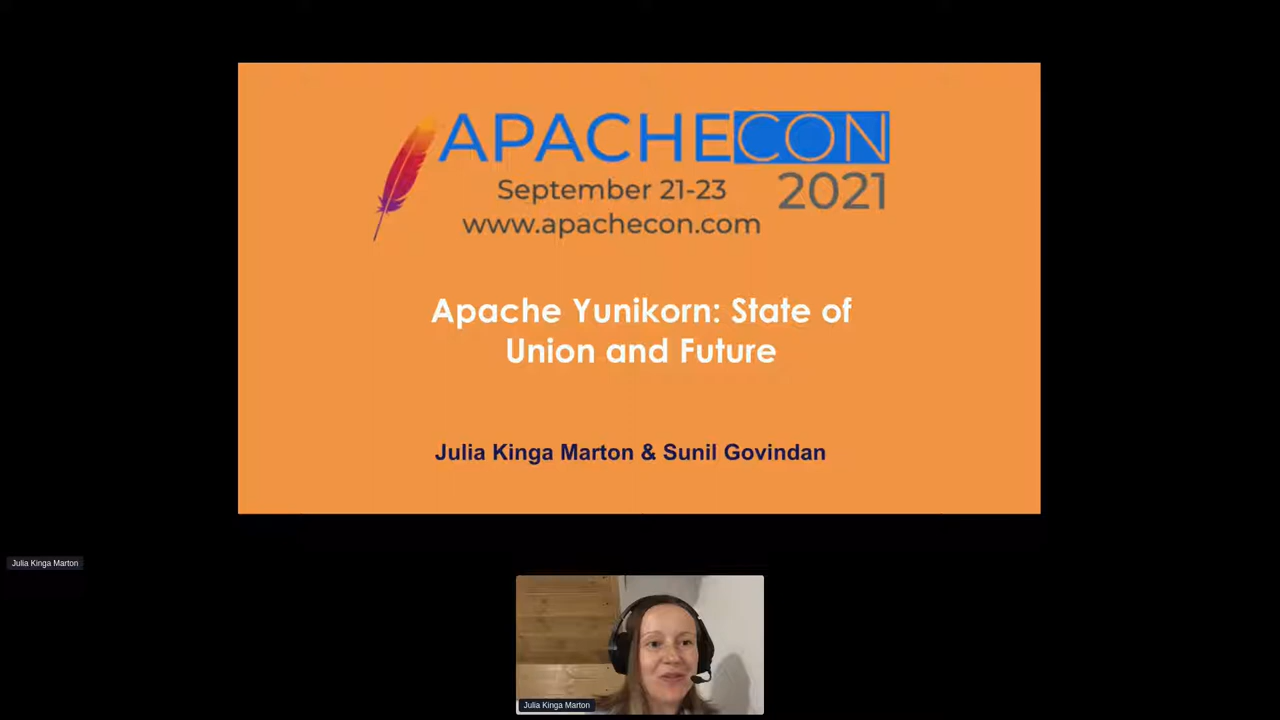 APACHECON
September 21-23
2021
www.apachecon.com
Apache Yunikorn: State of
Union and Future
Julia Kinga Marton & Sunil Govindan
Julia Kinga Marton
Julia Kinga Marton